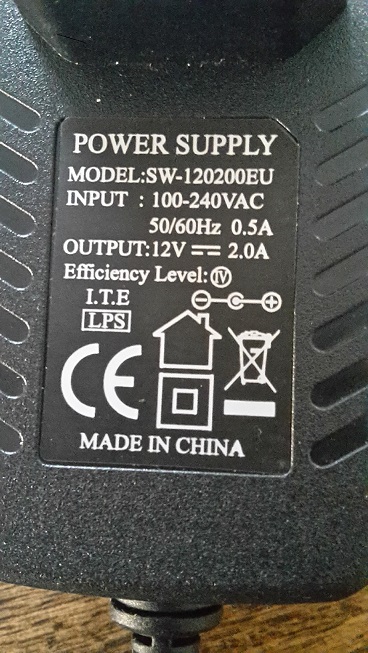 POWER SUPPLY
MODEL:SW-120200EU
INPUT : 100-240VAC
50/60Hz 0.5A
OUTPUT:12V ⎓ 2.0A
Efficiency Level:Ⅳ
I.T.E
LPS
CE
MADE IN CHINA